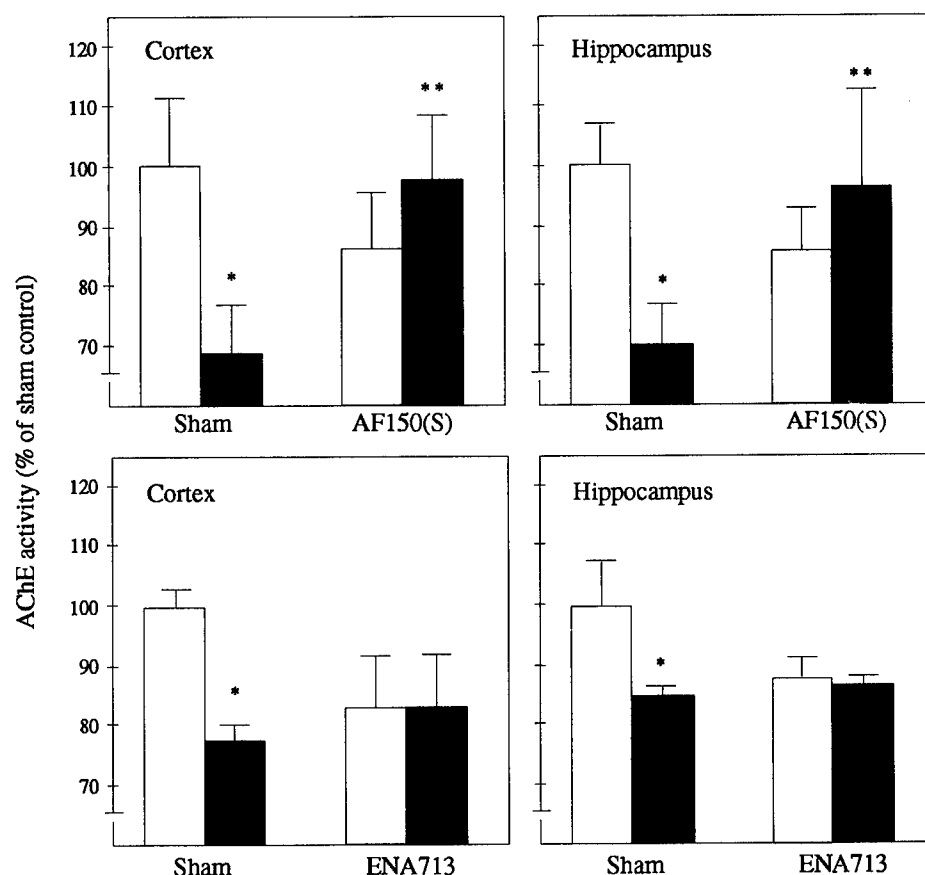 AChE activity (% of sham control)
Cortex
120
110
100
90
80
70
*
**
Sham
AF150(S)
Hippocampus
*
**
Sham
AF150(S)
Cortex
120
110
100
90
80
70
*
Sham
ENA713
Hippocampus
*
Sham
ENA713